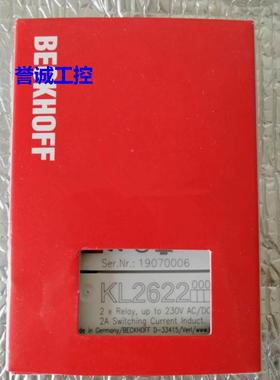 誉诚工控
BECKHOFF
Ser.Nr.: 19070006
KL2622
2 x Relay, up to 230V AC/DC
2A Switching Current Induct
de in Germany/BECKHOFF D-33415/Verl/www